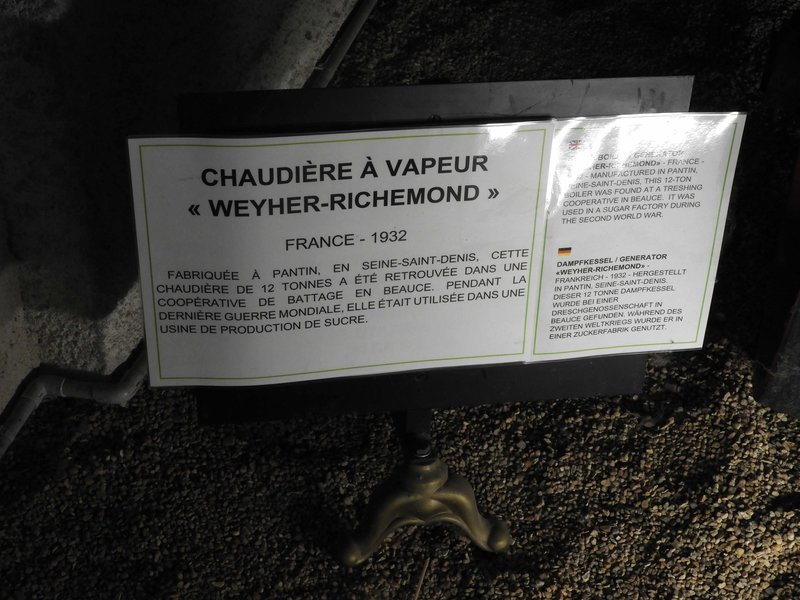 CHAUDIÈRE À VAPEUR
« WEYHER-RICHEMOND »
FRANCE - 1932
FABRIQUÉE À PANTIN, EN SEINE-SAINT-DENIS, CETTE
CHAUDIÈRE DE 12 TONNES A ÉTÉ RETROUVÉE DANS UNE
COOPÉRATIVE DE BATTAGE EN BEAUCE. PENDANT LA
DERNIÈRE GUERRE MONDIALE, ELLE ÉTAIT UTILISÉE DANS UNE
USINE DE PRODUCTION DE SUCRE.
BOILER / GENERATOR
«WEYHER-RICHEMOND» - FRANCE -
- MANUFACTURED IN PANTIN,
SEINE-SAINT-DENIS, THIS 12-TON
BOILER WAS FOUND AT A TRESHING
COOPERATIVE IN BEAUCE. IT WAS
USED IN A SUGAR FACTORY DURING
THE SECOND WORLD WAR.
DAMPFKESSEL / GENERATOR
«WEYHER-RICHEMOND» -
FRANKREICH - 1932 - HERGESTELLT
IN PANTIN, SEINE-SAINT-DENIS.
DIESER 12 TONNE DAMPFKESSEL
WURDE BEI EINER
DRESCHGENOSSENSCHAFT IN
BEAUCE GEFUNDEN. WÄHREND DES
ZWEITEN WELTKRIEGS WURDE ER IN
EINER ZUCKERFABRIK GENUTZT.